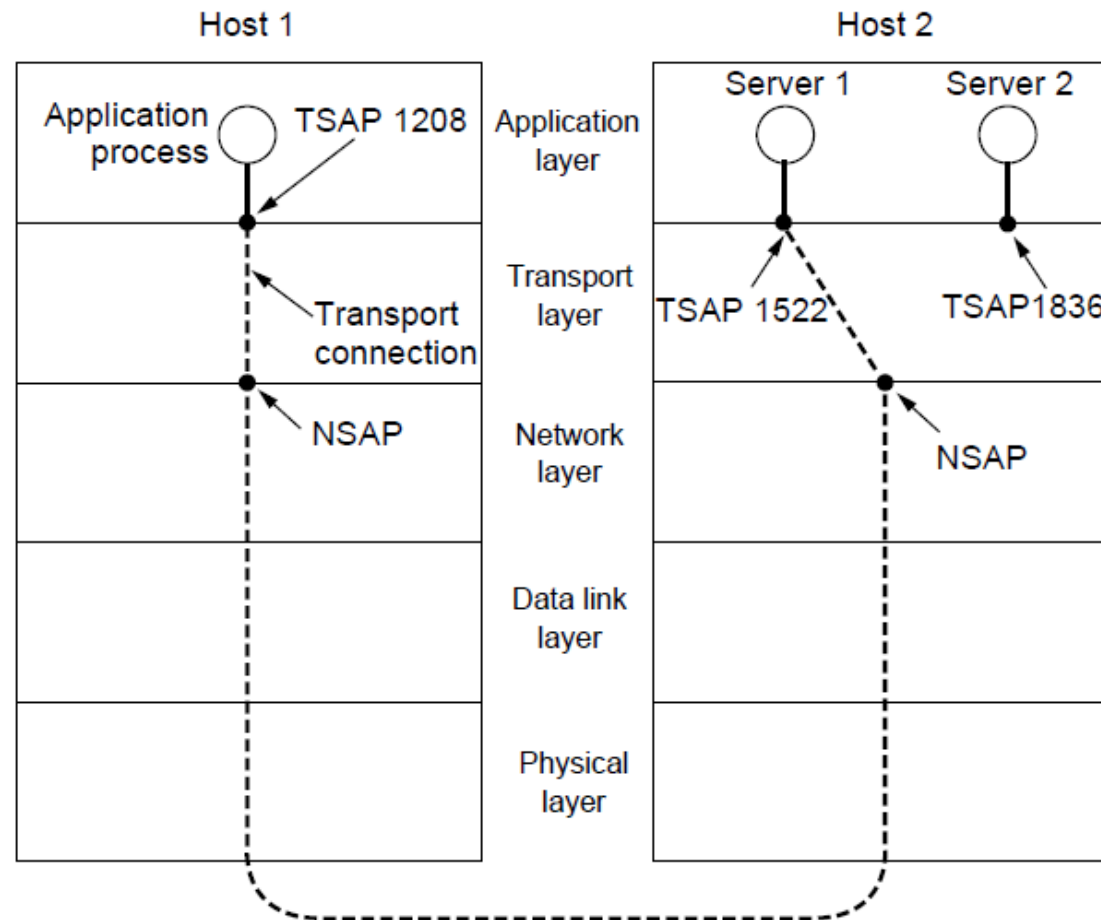 Host 1
Host 2
Application
process
TSAP 1208
Application
layer
Server 1
Server 2
Transport
connection
Transport
layer
TSAP 1522
TSAP1836
NSAP
Network
layer
NSAP
Data link
layer
Physical
layer